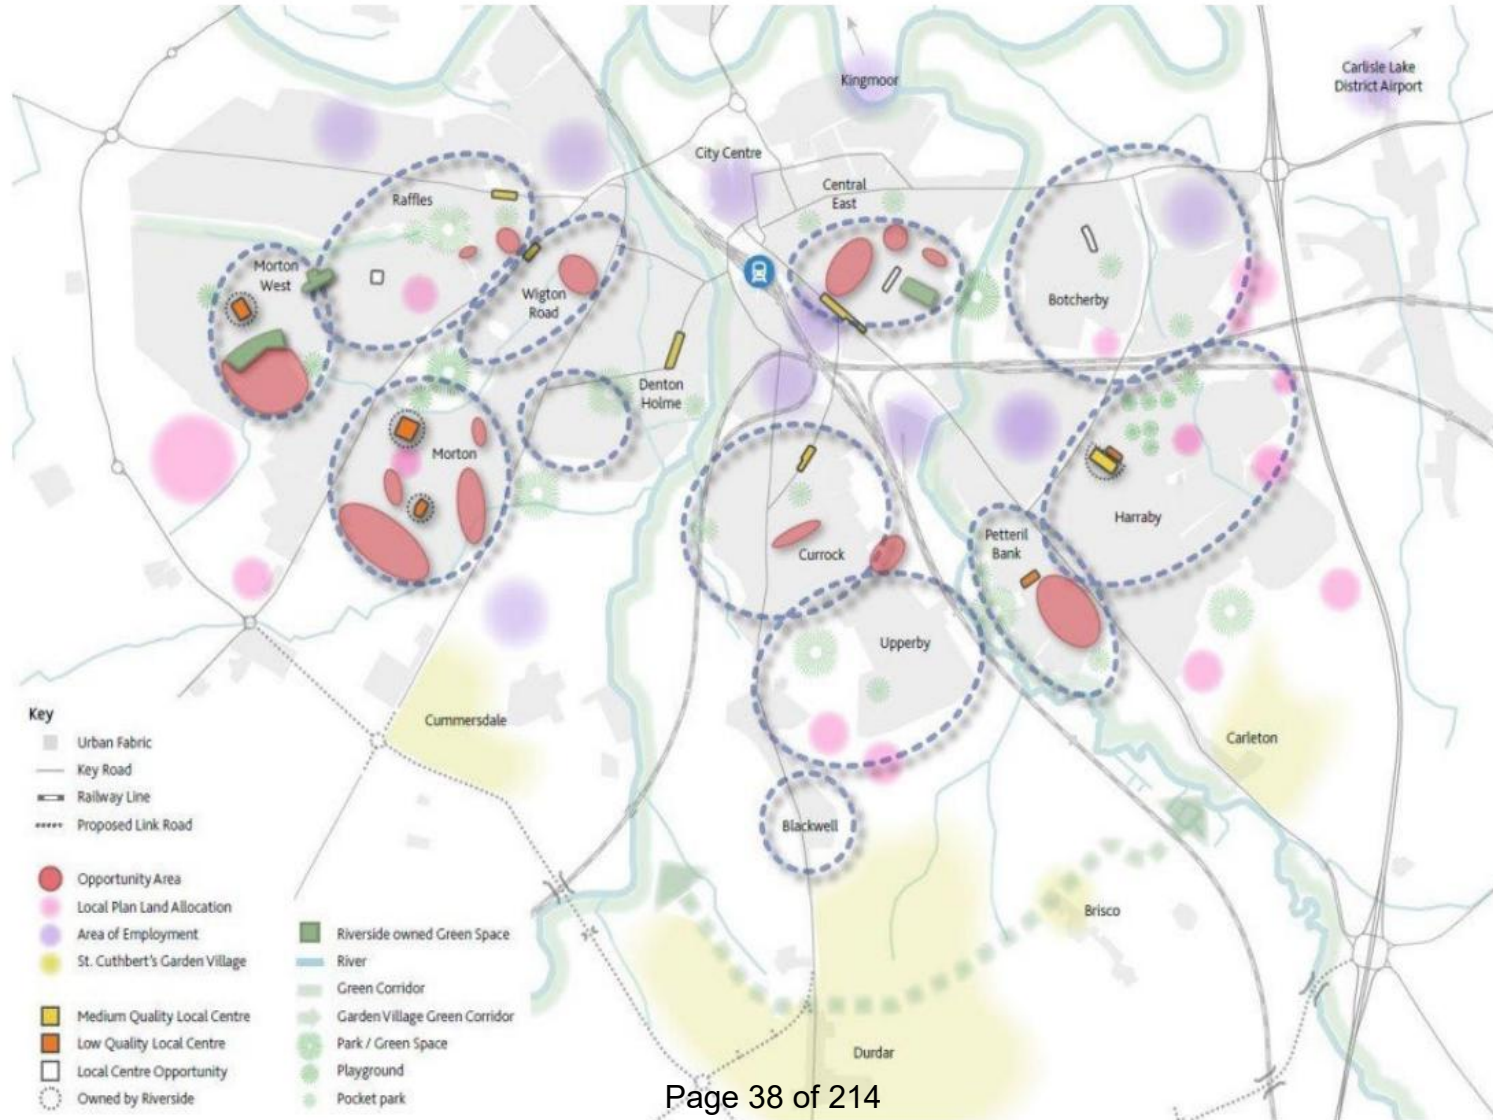 Kingmoor
Carlisle Lake
District Airport
City Centre
Central
East
Raffles
Morton
West
Wigton
Road
Botcherby
Denton
Holme
Morton
Harraby
Petteril
Bank
Currock
Upperby
Cummersdale
Carleton
Blackwell
Brisco
Durdar
Key
Urban Fabric
Key Road
Railway Line
Proposed Link Road
Opportunity Area
Local Plan Land Allocation
Area of Employment
St. Cuthbert's Garden Village
Medium Quality Local Centre
Low Quality Local Centre
Local Centre Opportunity
Owned by Riverside
Riverside owned Green Space
River
Green Corridor
Garden Village Green Corridor
Park / Green Space
Playground
Pocket park
Page 38 of 214